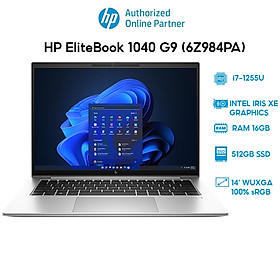 hp
Authorized
Online Partner
HP EliteBook 1040 G9 (6Z984PA)
i7-1255U
INTEL IRIS XE
GRAPHICS
RAM 16GB
512GB SSD
14' WUXGA
100% sRGB